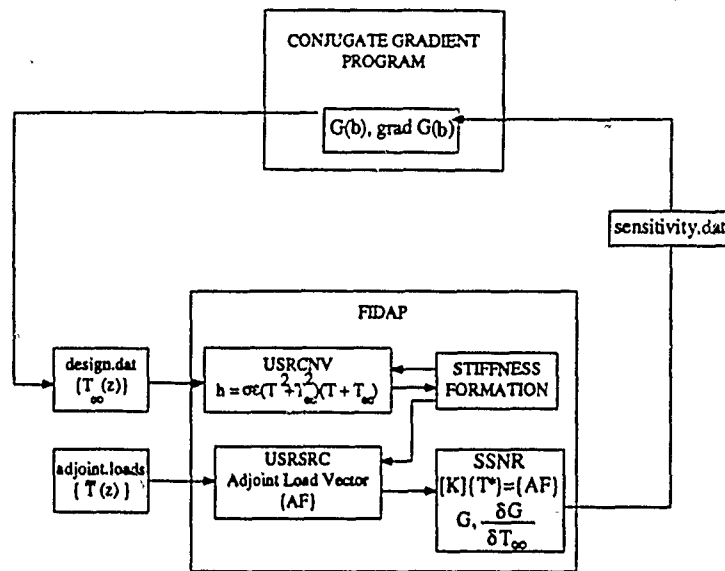 CONJUGATE GRADIENT
PROGRAM
G(b), grad G(b)
sensitivity.dat
FIDAP
design.dat
{T∞(z)}
USRCNV
h = σε(T²+T∞²)(T + T∞)
STIFFNESS
FORMATION
adjoint.loads
{ T̄(z) }
USRSRC
Adjoint Load Vector
{AF}
SSNR
[K]{T*}={AF}
G, δG/δT∞